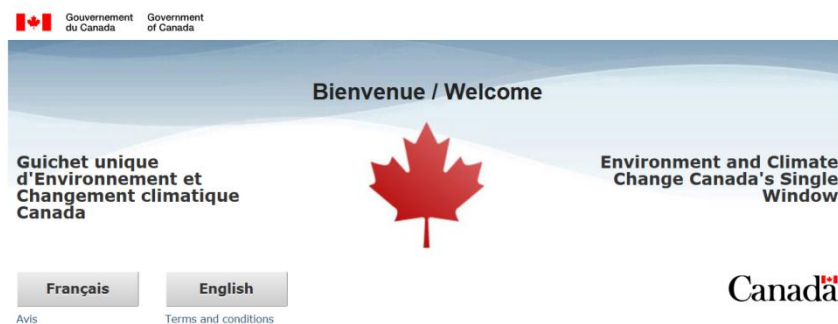 Gouvernement
du Canada
Government
of Canada
Bienvenue / Welcome
Guichet unique
d'Environnement et
Changement climatique
Canada
Environment and Climate
Change Canada's Single
Window
Français
English
Avis
Terms and conditions
Canada